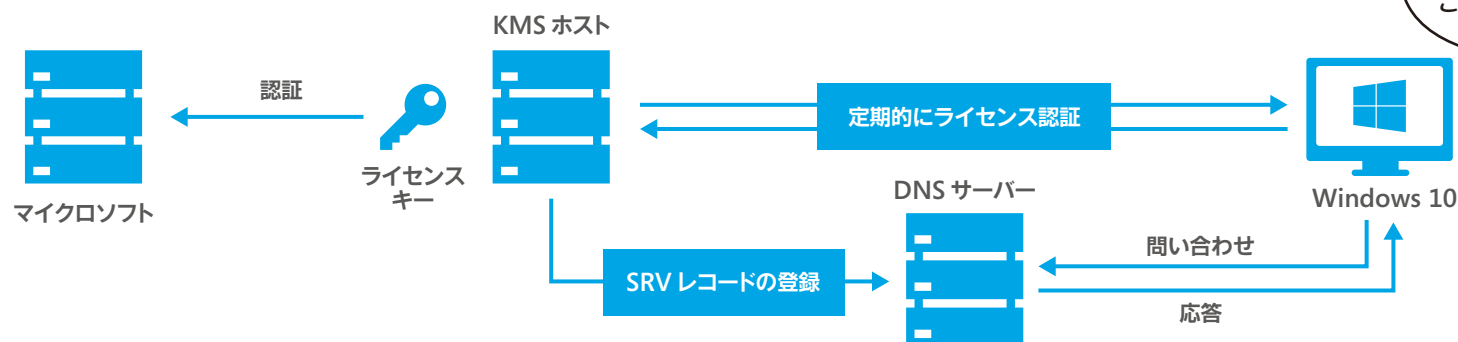 KMS ホスト
認証
定期的にライセンス認証
ライセンス
キー
マイクロソフト
DNS サーバー
Windows 10
問い合わせ
SRV レコードの登録
応答